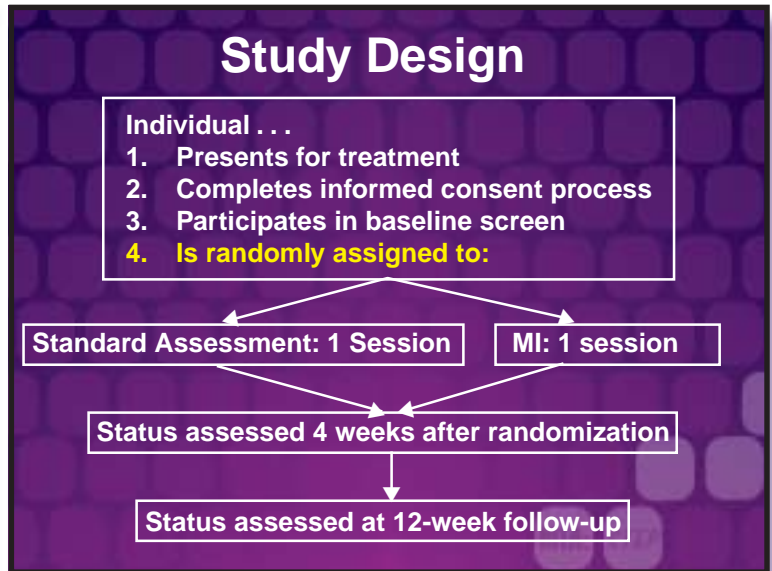 Study Design
Individual . . .
1. Presents for treatment
2. Completes informed consent process
3. Participates in baseline screen
4. Is randomly assigned to:
Standard Assessment: 1 Session
MI: 1 session
Status assessed 4 weeks after randomization
Status assessed at 12-week follow-up